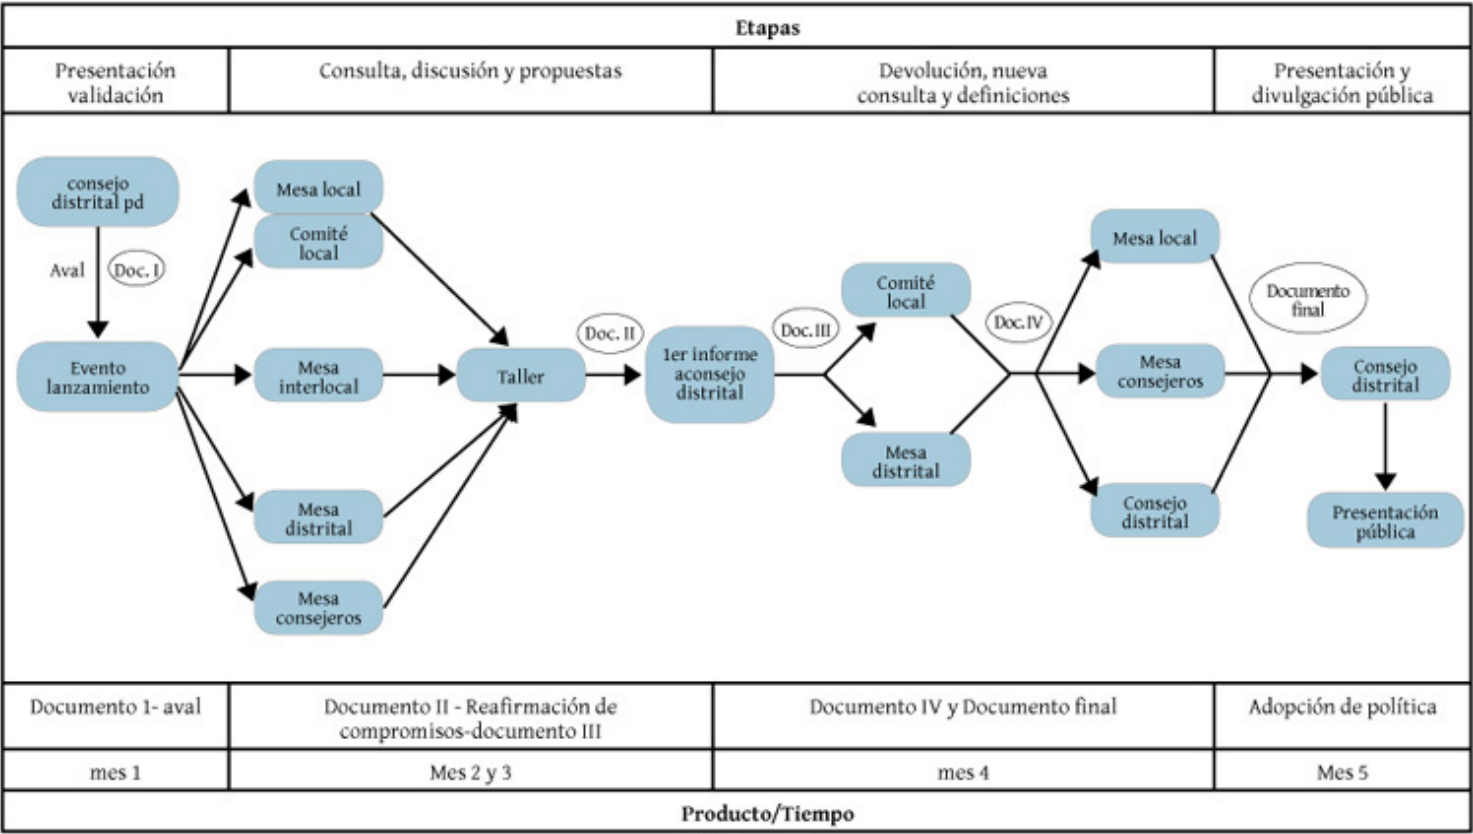 Etapas
Presentación
validación
Consulta, discusión y propuestas
Devolución, nueva
consulta y definiciones
Presentación y
divulgación pública
consejo
distrital pd
Aval
Doc. I
Evento
lanzamiento
Mesa local
Comité
local
Mesa
interlocal
Mesa
distrital
Mesa
consejeros
Taller
Doc. II
1er informe
aconsejo
distrital
Doc. III
Comité
local
Mesa
distrital
Doc. IV
Mesa local
Mesa
consejeros
Consejo
distrital
Documento
final
Consejo
distrital
Presentación
pública
Documento 1- aval
Documento II - Reafirmación de
compromisos-documento III
Documento IV y Documento final
Adopción de política
mes 1
Mes 2 y 3
mes 4
Mes 5
Producto/Tiempo